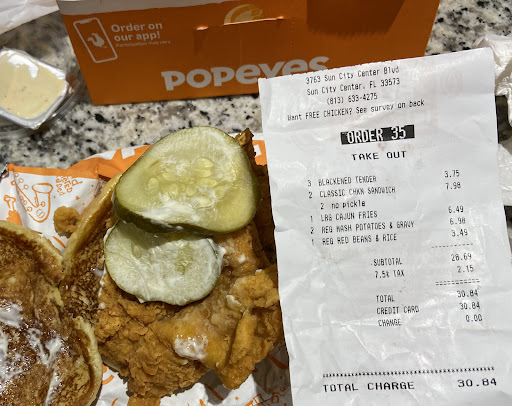 Order on
our app!
POPEYES
3763 Sun City Center Blvd
Sun City Center, FL 33573
(813) 633-4275
Want FREE CHICKEN? See survey on back
ORDER 35
TAKE OUT
3 BLACKENED TENDER 3.75
2 CLASSIC CHKN SANDWICH 7.98
2 no pickle
1 LRG CAJUN FRIES 6.49
2 REG MASH POTATOES & GRAVY 6.98
1 REG RED BEANS & RICE 3.49
SUBTOTAL 28.69
7.5% TAX 2.15
TOTAL 30.84
CREDIT CARD 30.84
CHANGE 0.00
TOTAL CHARGE 30.84